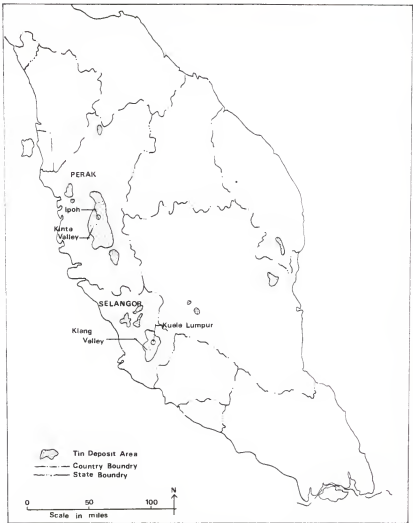 PERAK
Ipoh
Kinta
Valley
SELANGOR
Kuala Lumpur
Klang
Valley
Tin Deposit Area
Country Boundry
State Boundry
N
0 50 100
Scale in miles